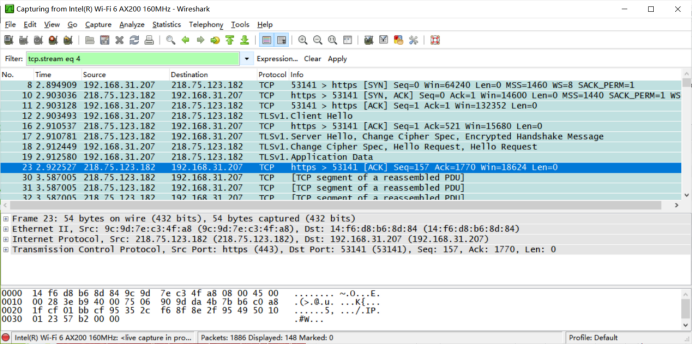 Capturing from Intel(R) Wi-Fi 6 AX200 160MHz - Wireshark
File Edit View Go Capture Analyze Statistics Telephony Tools Help
Filter: tcp.stream eq 4 Expression... Clear Apply
No. Time Source Destination Protocol Info
8 2.894909 192.168.31.207 218.75.123.182 TCP 53141 > https [SYN] Seq=0 Win=64240 Len=0 MSS=1460 WS=8 SACK_PERM=1
10 2.903036 218.75.123.182 192.168.31.207 TCP https > 53141 [SYN, ACK] Seq=0 Ack=1 Win=14600 Len=0 MSS=1440 SACK_PERM=1 WS
11 2.903128 192.168.31.207 218.75.123.182 TCP 53141 > https [ACK] Seq=1 Ack=1 Win=132352 Len=0
12 2.903493 192.168.31.207 218.75.123.182 TLSv1. Client Hello
16 2.910537 218.75.123.182 192.168.31.207 TCP https > 53141 [ACK] Seq=1 Ack=521 Win=15680 Len=0
17 2.910781 218.75.123.182 192.168.31.207 TLSv1. Server Hello, Change Cipher Spec, Encrypted Handshake Message
18 2.912449 192.168.31.207 218.75.123.182 TLSv1. Change Cipher Spec, Hello Request, Hello Request
19 2.912580 192.168.31.207 218.75.123.182 TLSv1. Application Data
23 2.922527 218.75.123.182 192.168.31.207 TCP https > 53141 [ACK] Seq=157 Ack=1770 Win=18624 Len=0
30 3.587005 218.75.123.182 192.168.31.207 TCP [TCP segment of a reassembled PDU]
31 3.587005 218.75.123.182 192.168.31.207 TCP [TCP segment of a reassembled PDU]
32 3.587005 218.75.123.182 192.168.31.207 TCP [TCP segment of a reassembled PDU]
Frame 23: 54 bytes on wire (432 bits), 54 bytes captured (432 bits)
Ethernet II, Src: 9c:9d:7e:c3:4f:a8 (9c:9d:7e:c3:4f:a8), Dst: 14:f6:d8:b6:8d:84 (14:f6:d8:b6:8d:84)
Internet Protocol, Src: 218.75.123.182 (218.75.123.182), Dst: 192.168.31.207 (192.168.31.207)
Transmission Control Protocol, Src Port: https (443), Dst Port: 53141 (53141), Seq: 157, Ack: 1770, Len: 0
0000 14 f6 d8 b6 8d 84 9c 9d 7e c3 4f a8 08 00 45 00 ........ ~.O...E.
0010 00 28 3e b9 40 00 75 06 90 9d da 4b 7b b6 c0 a8 .(>.@.u. ...K{...
0020 1f cf 01 bb cf 95 35 2c f6 8f 8e 2f 95 49 50 10 ......5, .../.IP.
0030 01 23 57 b2 00 00 .#W...
Intel(R) Wi-Fi 6 AX200 160MHz: <live capture in pro... Packets: 1886 Displayed: 148 Marked: 0 Profile: Default